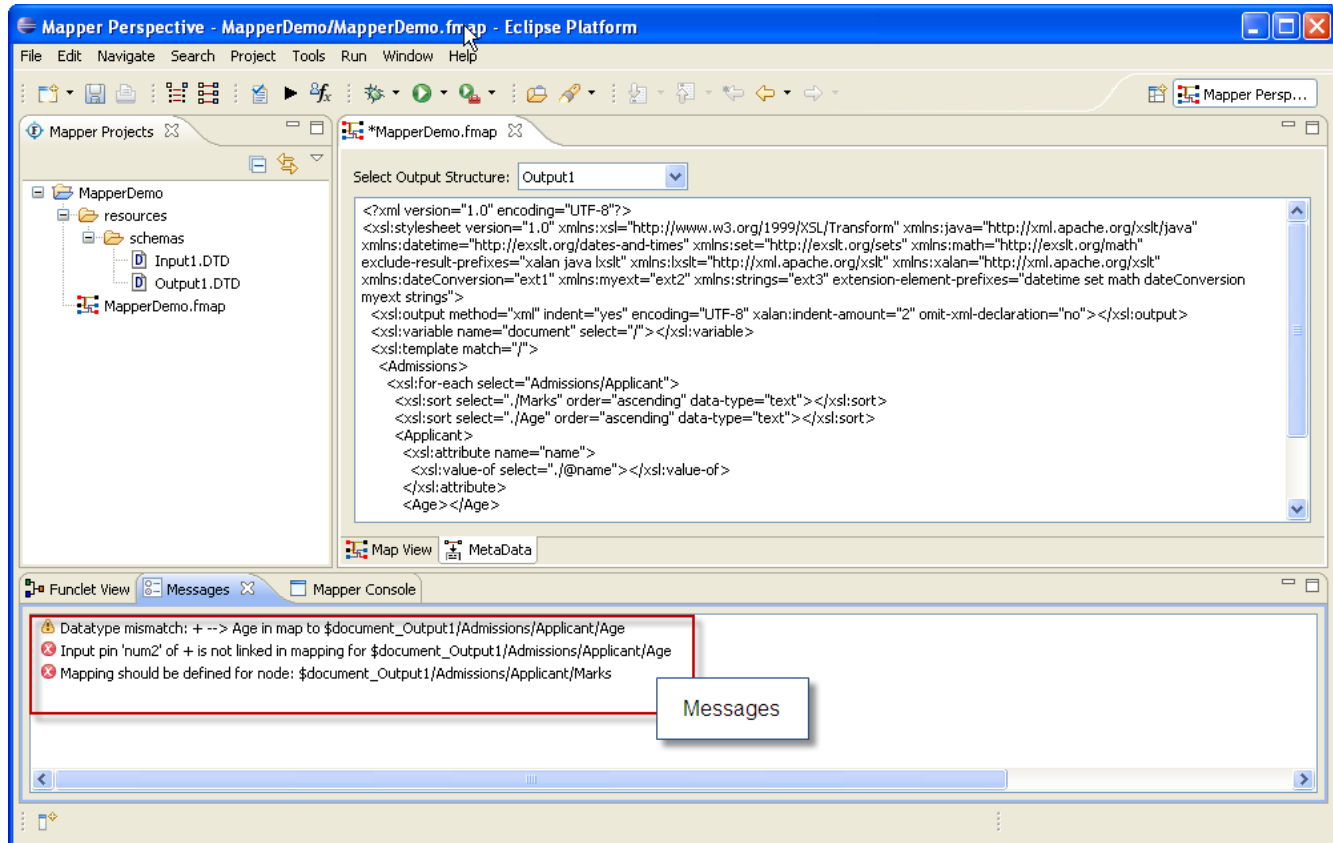 Mapper Perspective - MapperDemo/MapperDemo.fmap - Eclipse Platform
File Edit Navigate Search Project Tools Run Window Help
Mapper Persp...
Mapper Projects
*MapperDemo.fmap
MapperDemo
resources
schemas
Input1.DTD
Output1.DTD
MapperDemo.fmap
Select Output Structure: Output1
<?xml version="1.0" encoding="UTF-8"?>
<xsl:stylesheet version="1.0" xmlns:xsl="http://www.w3.org/1999/XSL/Transform" xmlns:java="http://xml.apache.org/xslt/java"
xmlns:datetime="http://exslt.org/dates-and-times" xmlns:set="http://exslt.org/sets" xmlns:math="http://exslt.org/math"
exclude-result-prefixes="xalan java lxslt" xmlns:lxslt="http://xml.apache.org/xslt" xmlns:xalan="http://xml.apache.org/xslt"
xmlns:dateConversion="ext1" xmlns:myext="ext2" xmlns:strings="ext3" extension-element-prefixes="datetime set math dateConversion
myext strings">
<xsl:output method="xml" indent="yes" encoding="UTF-8" xalan:indent-amount="2" omit-xml-declaration="no"></xsl:output>
<xsl:variable name="document" select="/"></xsl:variable>
<xsl:template match="/">
<Admissions>
<xsl:for-each select="Admissions/Applicant">
<xsl:sort select="./Marks" order="ascending" data-type="text"></xsl:sort>
<xsl:sort select="./Age" order="ascending" data-type="text"></xsl:sort>
<Applicant>
<xsl:attribute name="name">
<xsl:value-of select="./@name"></xsl:value-of>
</xsl:attribute>
<Age></Age>
Map View MetaData
Funclet View Messages Mapper Console
Datatype mismatch: + --> Age in map to $document_Output1/Admissions/Applicant/Age
Input pin 'num2' of + is not linked in mapping for $document_Output1/Admissions/Applicant/Age
Mapping should be defined for node: $document_Output1/Admissions/Applicant/Marks
Messages